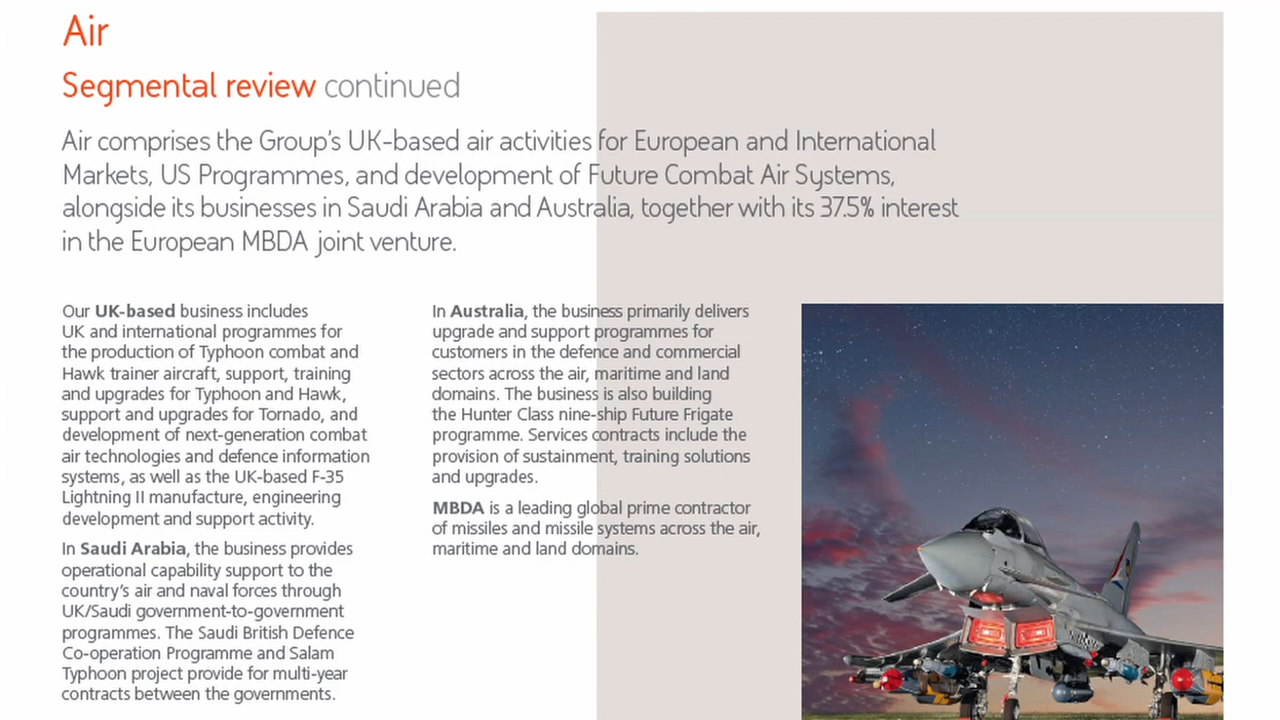 Air
Segmental review continued
Air comprises the Group's UK-based air activities for European and International
Markets, US Programmes, and development of Future Combat Air Systems,
alongside its businesses in Saudi Arabia and Australia, together with its 37.5% interest
in the European MBDA joint venture.
Our UK-based business includes
UK and international programmes for
the production of Typhoon combat and
Hawk trainer aircraft, support, training
and upgrades for Typhoon and Hawk,
support and upgrades for Tornado, and
development of next-generation combat
air technologies and defence information
systems, as well as the UK-based F-35
Lightning II manufacture, engineering
development and support activity.
In Saudi Arabia, the business provides
operational capability support to the
country's air and naval forces through
UK/Saudi government-to-government
programmes. The Saudi British Defence
Co-operation Programme and Salam
Typhoon project provide for multi-year
contracts between the governments.
In Australia, the business primarily delivers
upgrade and support programmes for
customers in the defence and commercial
sectors across the air, maritime and land
domains. The business is also building
the Hunter Class nine-ship Future Frigate
programme. Services contracts include the
provision of sustainment, training solutions
and upgrades.
MBDA is a leading global prime contractor
of missiles and missile systems across the air,
maritime and land domains.